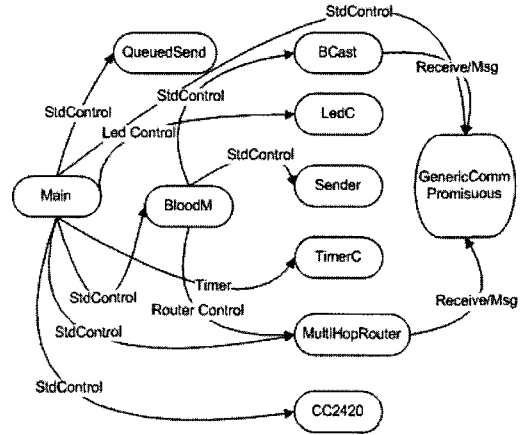 StdControl
QueuedSend
BCast
Receive/Msg
StdControl
StdControl
Led Control
LedC
StdControl
GenericComm
Promisuous
Main
BloodM
Sender
TimerC
Timer
StdControl
Router Control
Receive/Msg
StdControl
MultiHopRouter
StdControl
CC2420